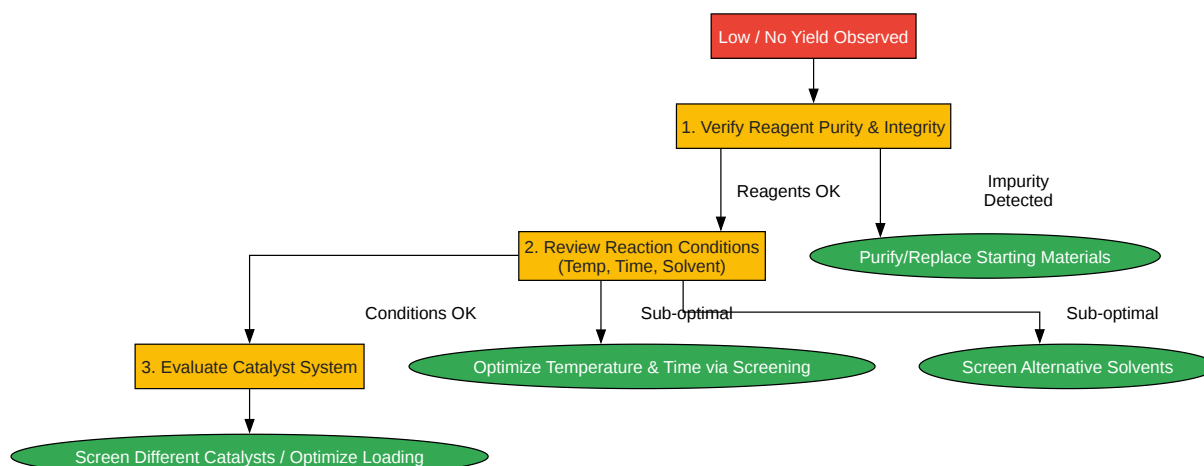 Low / No Yield Observed
1. Verify Reagent Purity & Integrity
Reagents OK
Impurity
Detected
2. Review Reaction Conditions
(Temp, Time, Solvent)
Purify/Replace Starting Materials
Conditions OK
Sub-optimal
Sub-optimal
3. Evaluate Catalyst System
Optimize Temperature & Time via Screening
Screen Alternative Solvents
Screen Different Catalysts / Optimize Loading